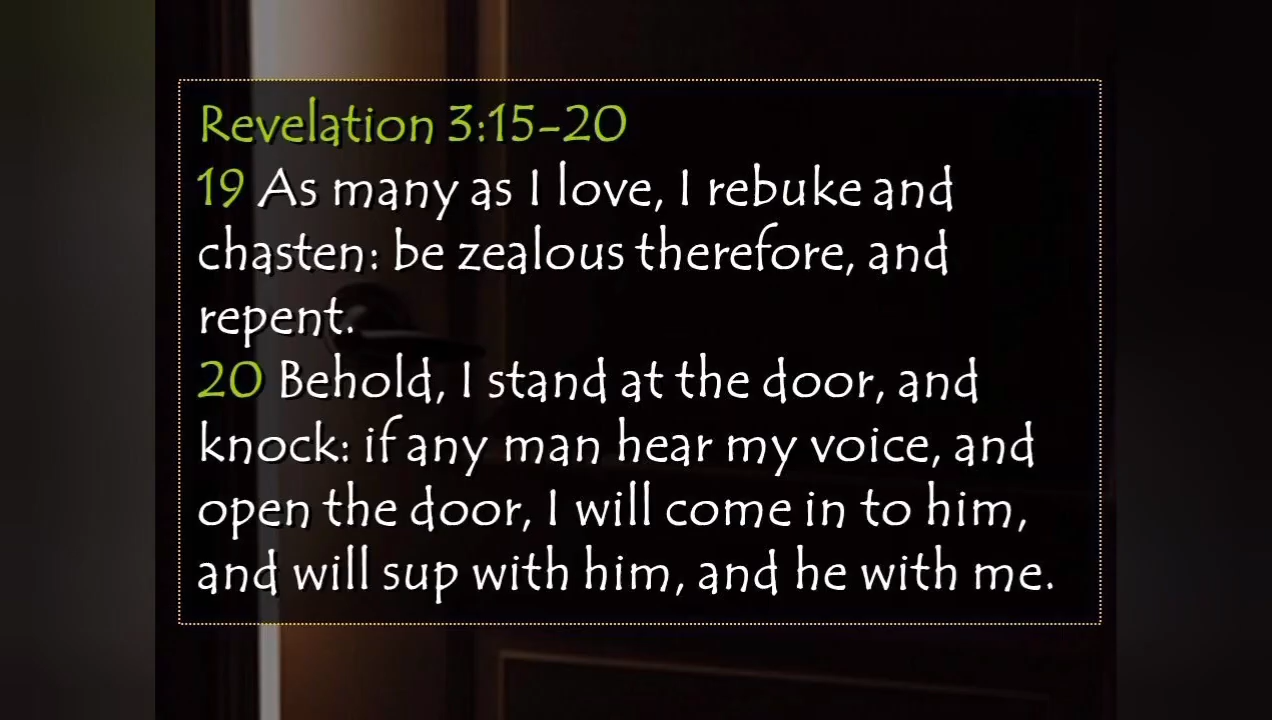 Revelation 3:15-20
19 As many as I love, I rebuke and
chasten: be zealous therefore, and
repent.
20 Behold, I stand at the door, and
knock: if any man hear my voice, and
open the door, I will come in to him,
and will sup with him, and he with me.